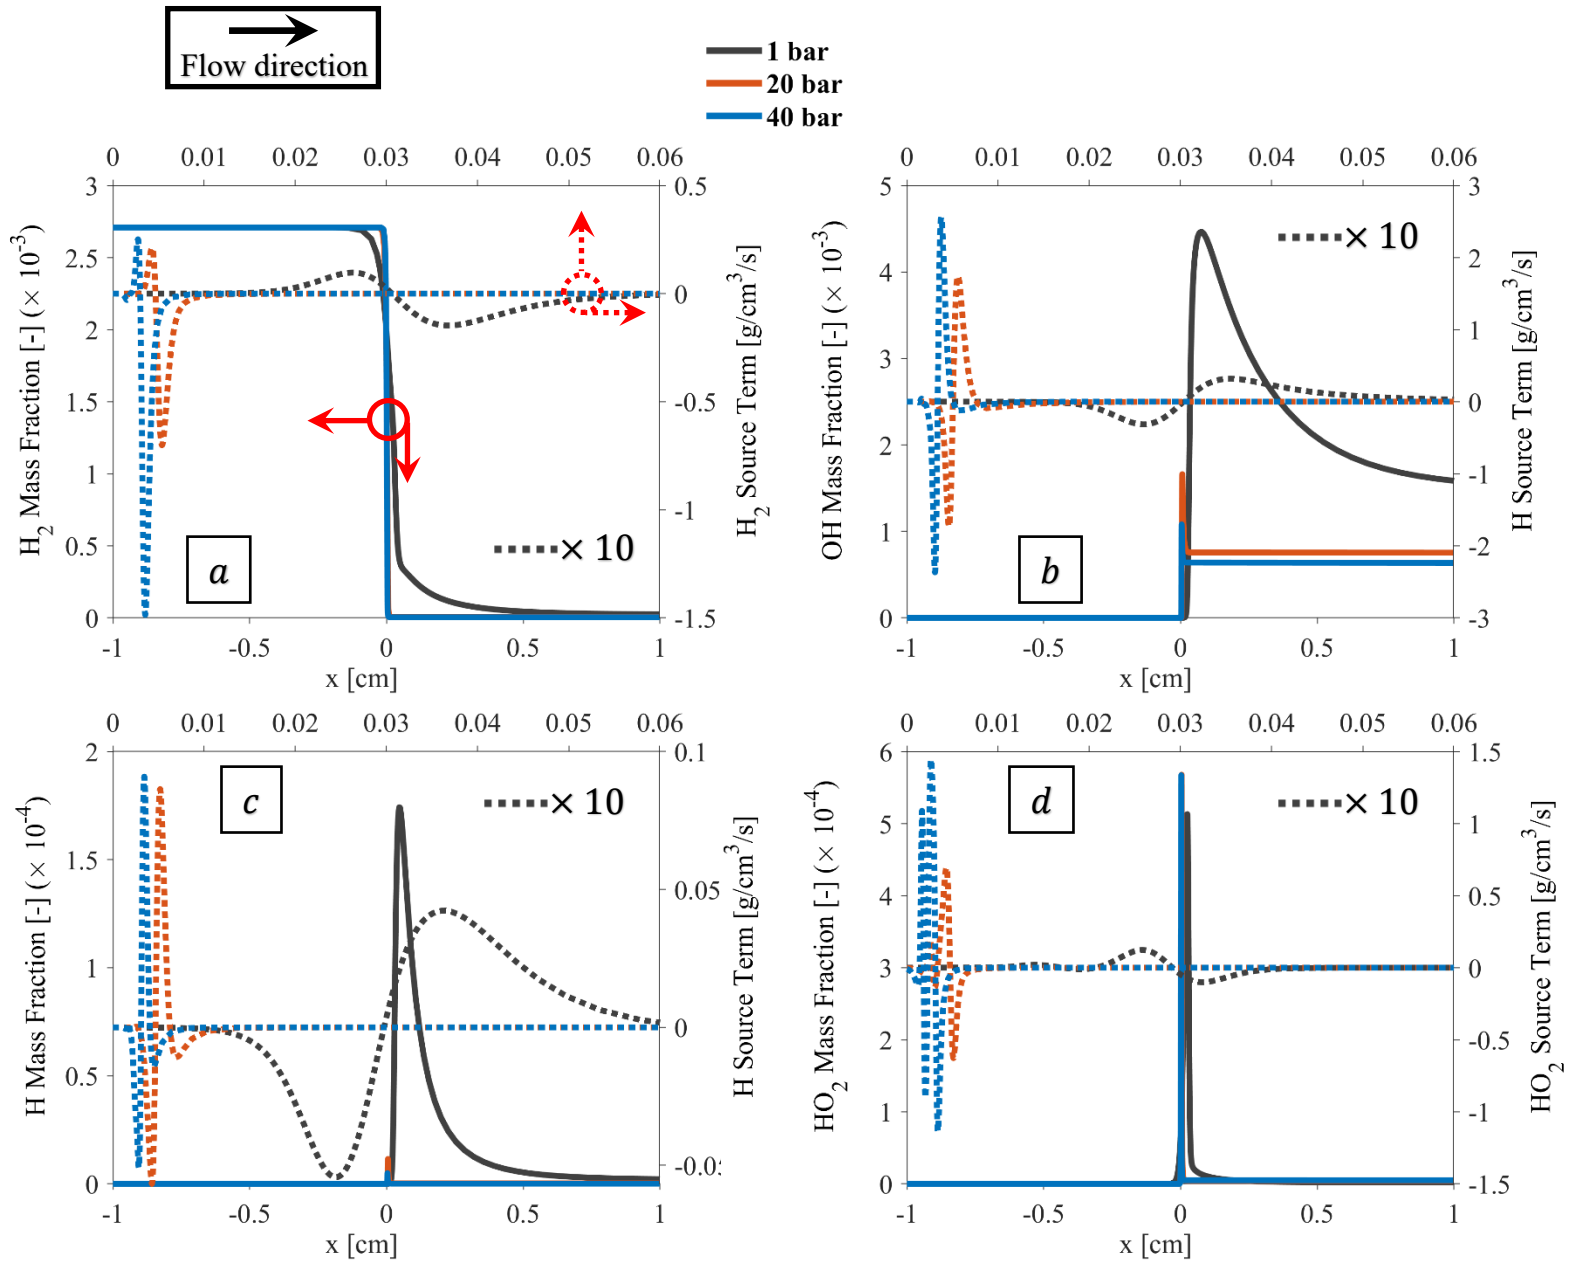 Flow direction
1 bar
20 bar
40 bar
0 0.01 0.02 0.03 0.04 0.05 0.06
3
2.5
2
1.5
1
0.5
0
H2 Mass Fraction [-] (× 10^-3)
0.5
0
-0.5
-1
-1.5
H2 Source Term [g/cm^3/s]
× 10
a
-1 -0.5 0 0.5 1
x [cm]
0 0.01 0.02 0.03 0.04 0.05 0.06
5
4
3
2
1
0
OH Mass Fraction [-] (× 10^-3)
3
2
1
0
-1
-2
-3
H Source Term [g/cm^3/s]
× 10
b
-1 -0.5 0 0.5 1
x [cm]
0 0.01 0.02 0.03 0.04 0.05 0.06
2
1.5
1
0.5
0
H Mass Fraction [-] (× 10^-4)
0.1
0.05
0
H Source Term [g/cm^3/s]
× 10
c
-1 -0.5 0 0.5 1
x [cm]
0 0.01 0.02 0.03 0.04 0.05 0.06
6
5
4
3
2
1
0
HO2 Mass Fraction [-] (× 10^-4)
1.5
1
0.5
0
-0.5
-1
-1.5
HO2 Source Term [g/cm^3/s]
× 10
d
-1 -0.5 0 0.5 1
x [cm]